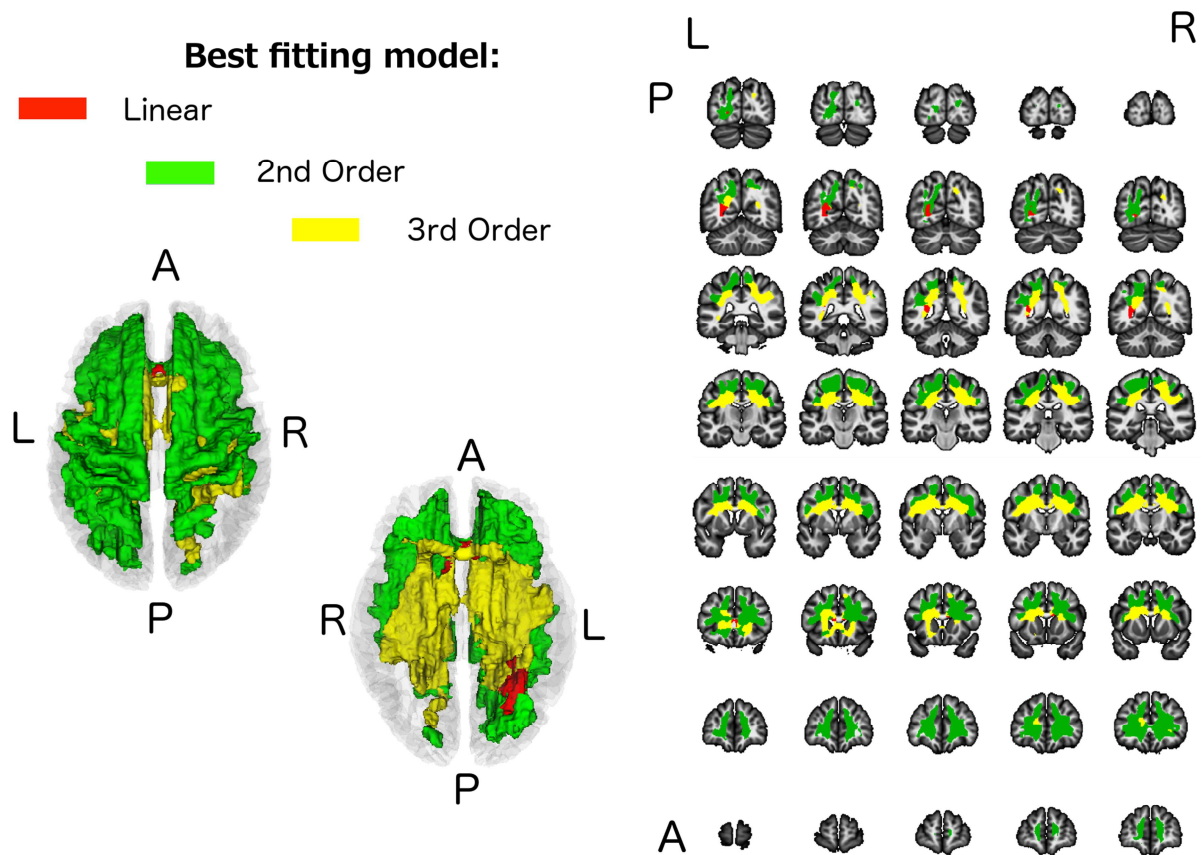 Best fitting model:
Linear
2nd Order
3rd Order
A
L
R
P
A
R
L
P
L
R
P
A